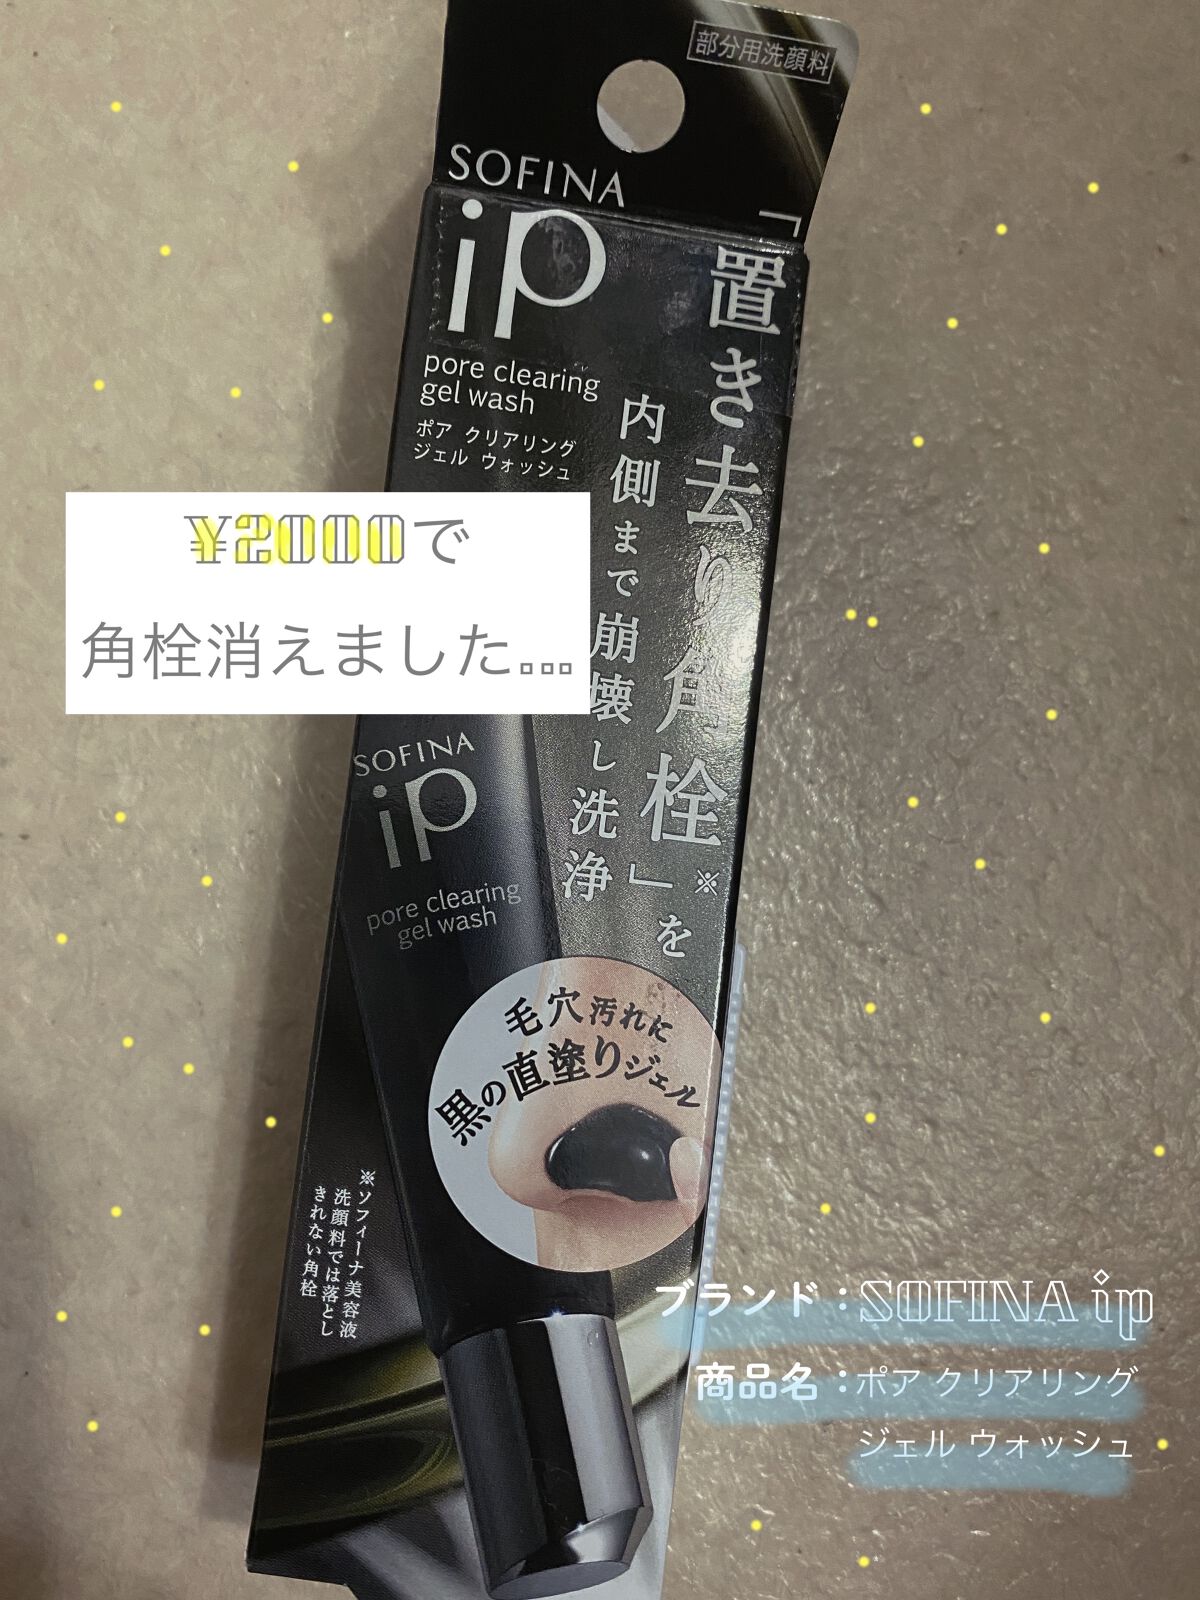 部分用洗顔料
SOFINA
ip
pore clearing
gel wash
ポア クリアリング
ジェル ウォッシュ
「置き去り角栓」※を
内側まで崩壊し洗浄
¥2000で
角栓消えました...
SOFINA
ip
pore clearing
gel wash
毛穴汚れに
黒の直塗りジェル
※ソフィーナ美容液
洗顔料では落とし
きれない角栓
ブランド：SOFINA ip
商品名：ポア クリアリング
ジェル ウォッシュ